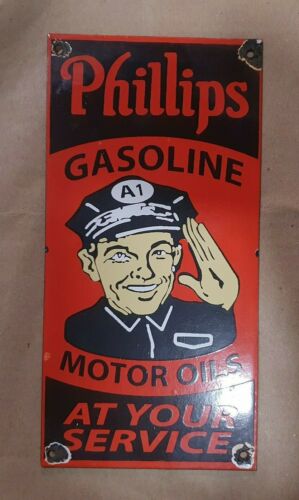 Phillips
GASOLINE
A1
MOTOR OILS
AT YOUR
SERVICE